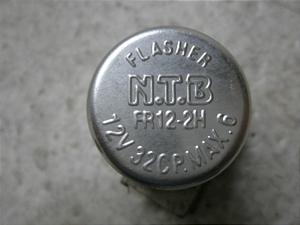 FLASHER
N.T.B
FR12-2H
12V 32CP.MAX.6